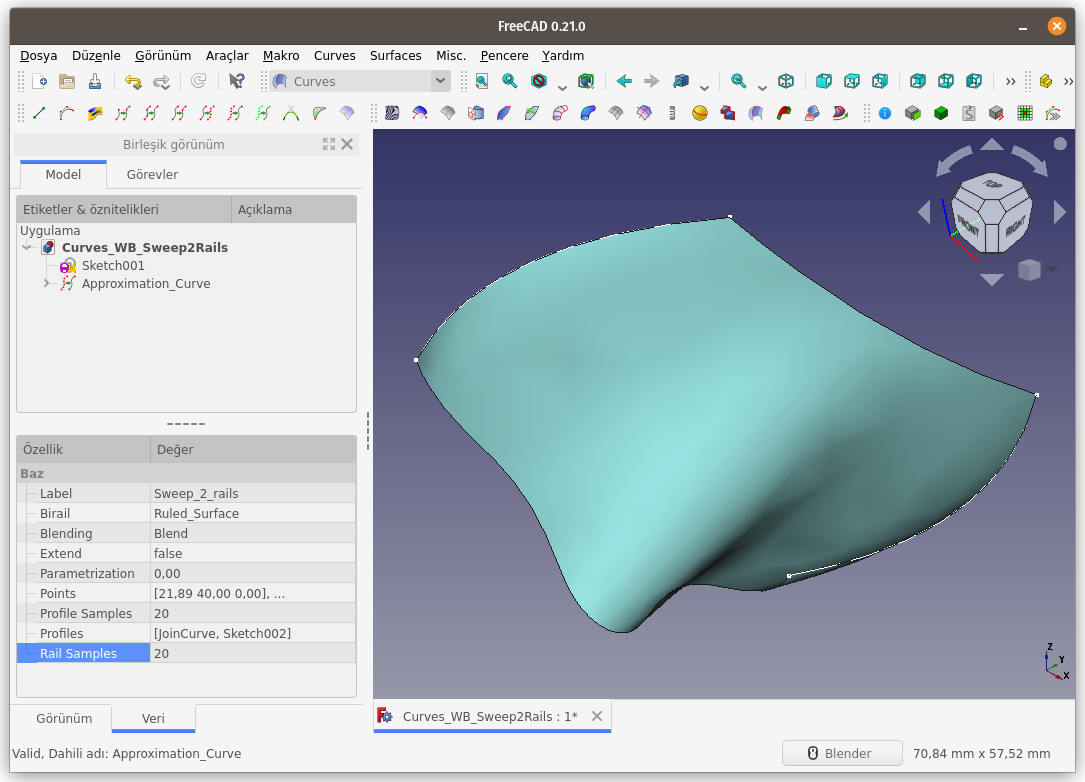 FreeCAD 0.21.0
Dosya Düzenle Görünüm Araçlar Makro Curves Surfaces Misc. Pencere Yardım
Curves
Birleşik görünüm
Model Görevler
Etiketler & öznitelikleri Açıklama
Uygulama
Curves_WB_Sweep2Rails
Sketch001
Approximation_Curve
Özellik Değer
Baz
Label Sweep_2_rails
Birail Ruled_Surface
Blending Blend
Extend false
Parametrization 0,00
Points [21,89 40,00 0,00], ...
Profile Samples 20
Profiles [JoinCurve, Sketch002]
Rail Samples 20
Görünüm Veri
TOP
FRONT RIGHT
Z
Y
X
Curves_WB_Sweep2Rails : 1*
Valid, Dahili adı: Approximation_Curve
Blender 70,84 mm x 57,52 mm